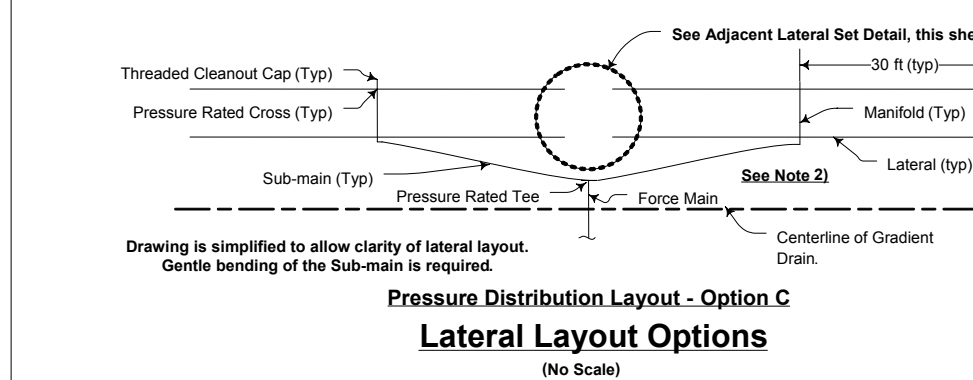 See Adjacent Lateral Set Detail, this
30 ft (typ)
Threaded Cleanout Cap (Typ)
Pressure Rated Cross (Typ)
Manifold (Typ)
Lateral (typ)
Sub-main (Typ)
See Note 2)
Pressure Rated Tee
Force Main
Centerline of Gradient
Drain.
Drawing is simplified to allow clarity of lateral layout.
Gentle bending of the Sub-main is required.
Pressure Distribution Layout - Option C
Lateral Layout Options
(No Scale)